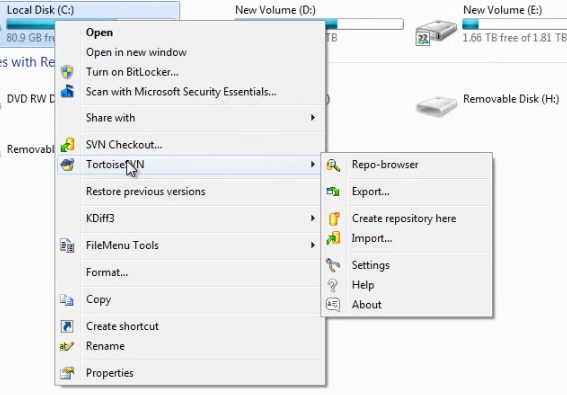 Local Disk (C:)
New Volume (D:)
New Volume (E:)
80.9 GB fre
TB
1.66 TB free of 1.81 TB
es with Re
DVD RW D
)
Removable Disk (H:)
Removab
Open
Open in new window
Turn on BitLocker...
Scan with Microsoft Security Essentials...
Share with
SVN Checkout...
TortoiseSVN
Restore previous versions
KDiff3
FileMenu Tools
Format...
Copy
Create shortcut
Rename
Properties
Repo-browser
Export...
Create repository here
Import...
Settings
Help
About